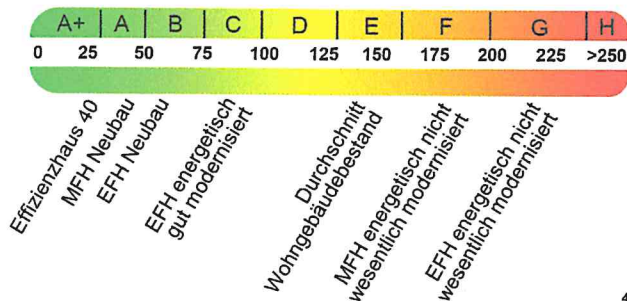 A+ A B C D E F G H
0 25 50 75 100 125 150 175 200 225 >250
Effizienzhaus 40
MFH Neubau
EFH Neubau
EFH energetisch
gut modernisiert
Durchschnitt
Wohngebäudebestand
MFH energetisch nicht
wesentlich modernisiert
EFH energetisch nicht
wesentlich modernisiert